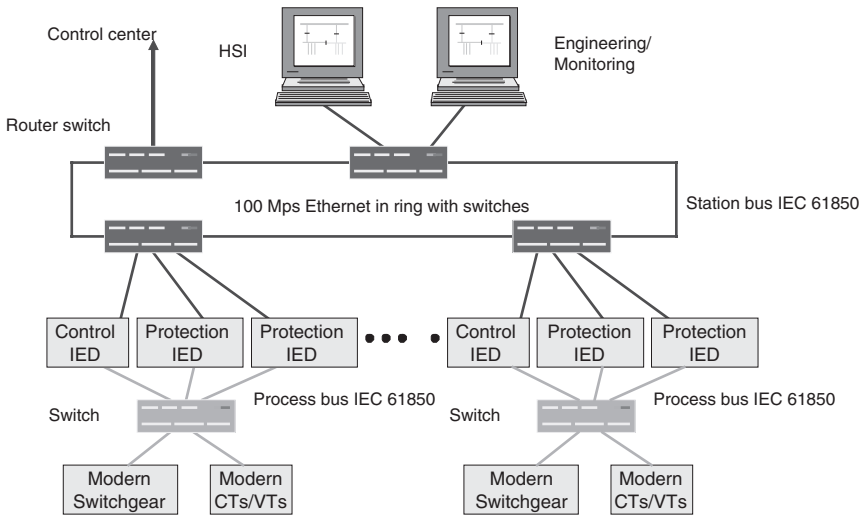 Control center
HSI
Engineering/
Monitoring
Router switch
100 Mps Ethernet in ring with switches
Station bus IEC 61850
Control
IED
Protection
IED
Protection
IED
Control
IED
Protection
IED
Protection
IED
Switch
Process bus IEC 61850
Switch
Process bus IEC 61850
Modern
Switchgear
Modern
CTs/VTs
Modern
Switchgear
Modern
CTs/VTs